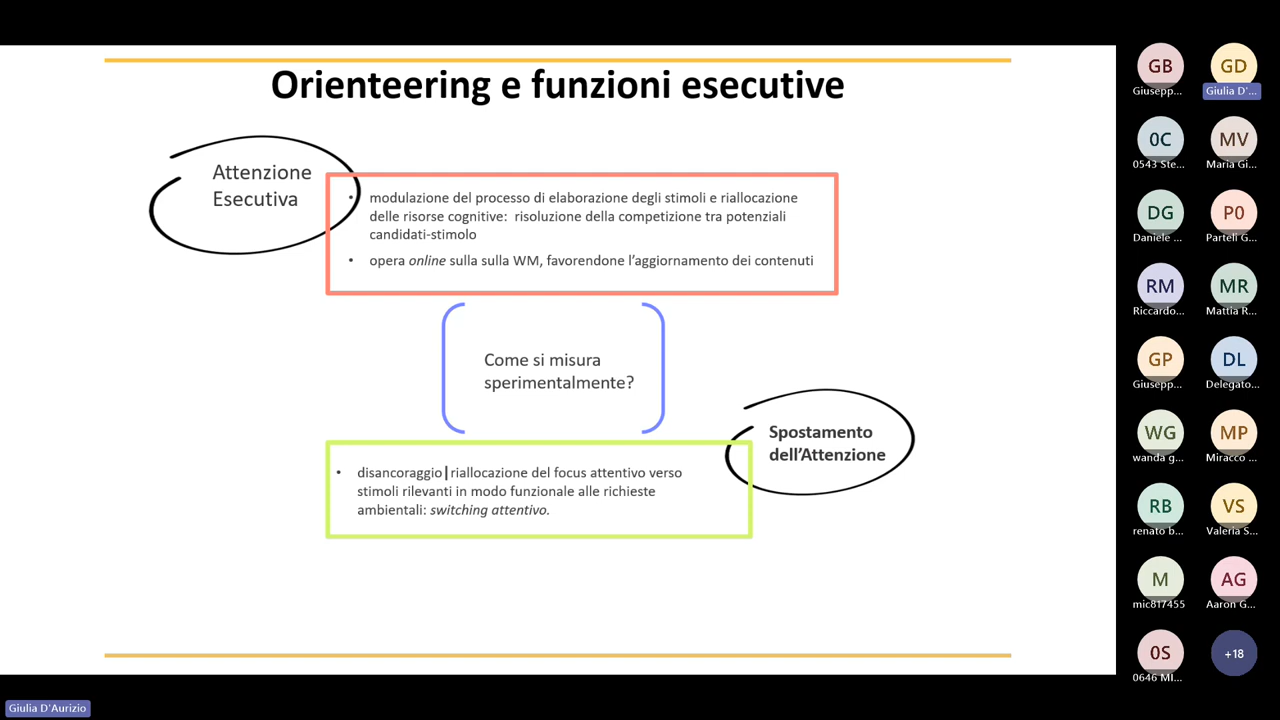 Orienteering e funzioni esecutive
Attenzione
Esecutiva
• modulazione del processo di elaborazione degli stimoli e riallocazione
delle risorse cognitive: risoluzione della competizione tra potenziali
candidati-stimolo
• opera online sulla sulla WM, favorendone l’aggiornamento dei contenuti
Come si misura
sperimentalmente?
Spostamento
dell’Attenzione
• disancoraggio|riallocazione del focus attentivo verso
stimoli rilevanti in modo funzionale alle richieste
ambientali: switching attentivo.
GB
Giusepp...
GD
Giulia D'...
0C
0543 Ste...
MV
Maria Gi...
DG
Daniele ...
P0
Parteli G...
RM
Riccardo...
MR
Mattia R...
GP
Giusepp...
DL
Delegato...
WG
wanda g...
MP
Miracco ...
RB
renato b...
VS
Valeria S...
M
mic817455
AG
Aaron G...
0S
0646 MI...
+18
Giulia D'Aurizio